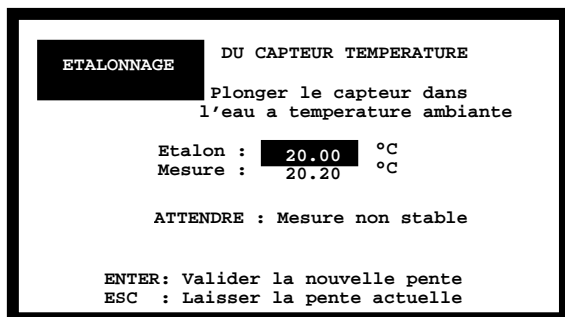 ETALONNAGE DU CAPTEUR TEMPERATURE
Plonger le capteur dans
l'eau a temperature ambiante
Etalon : 20.00 °C
Mesure : 20.20 °C
ATTENDRE : Mesure non stable
ENTER: Valider la nouvelle pente
ESC : Laisser la pente actuelle